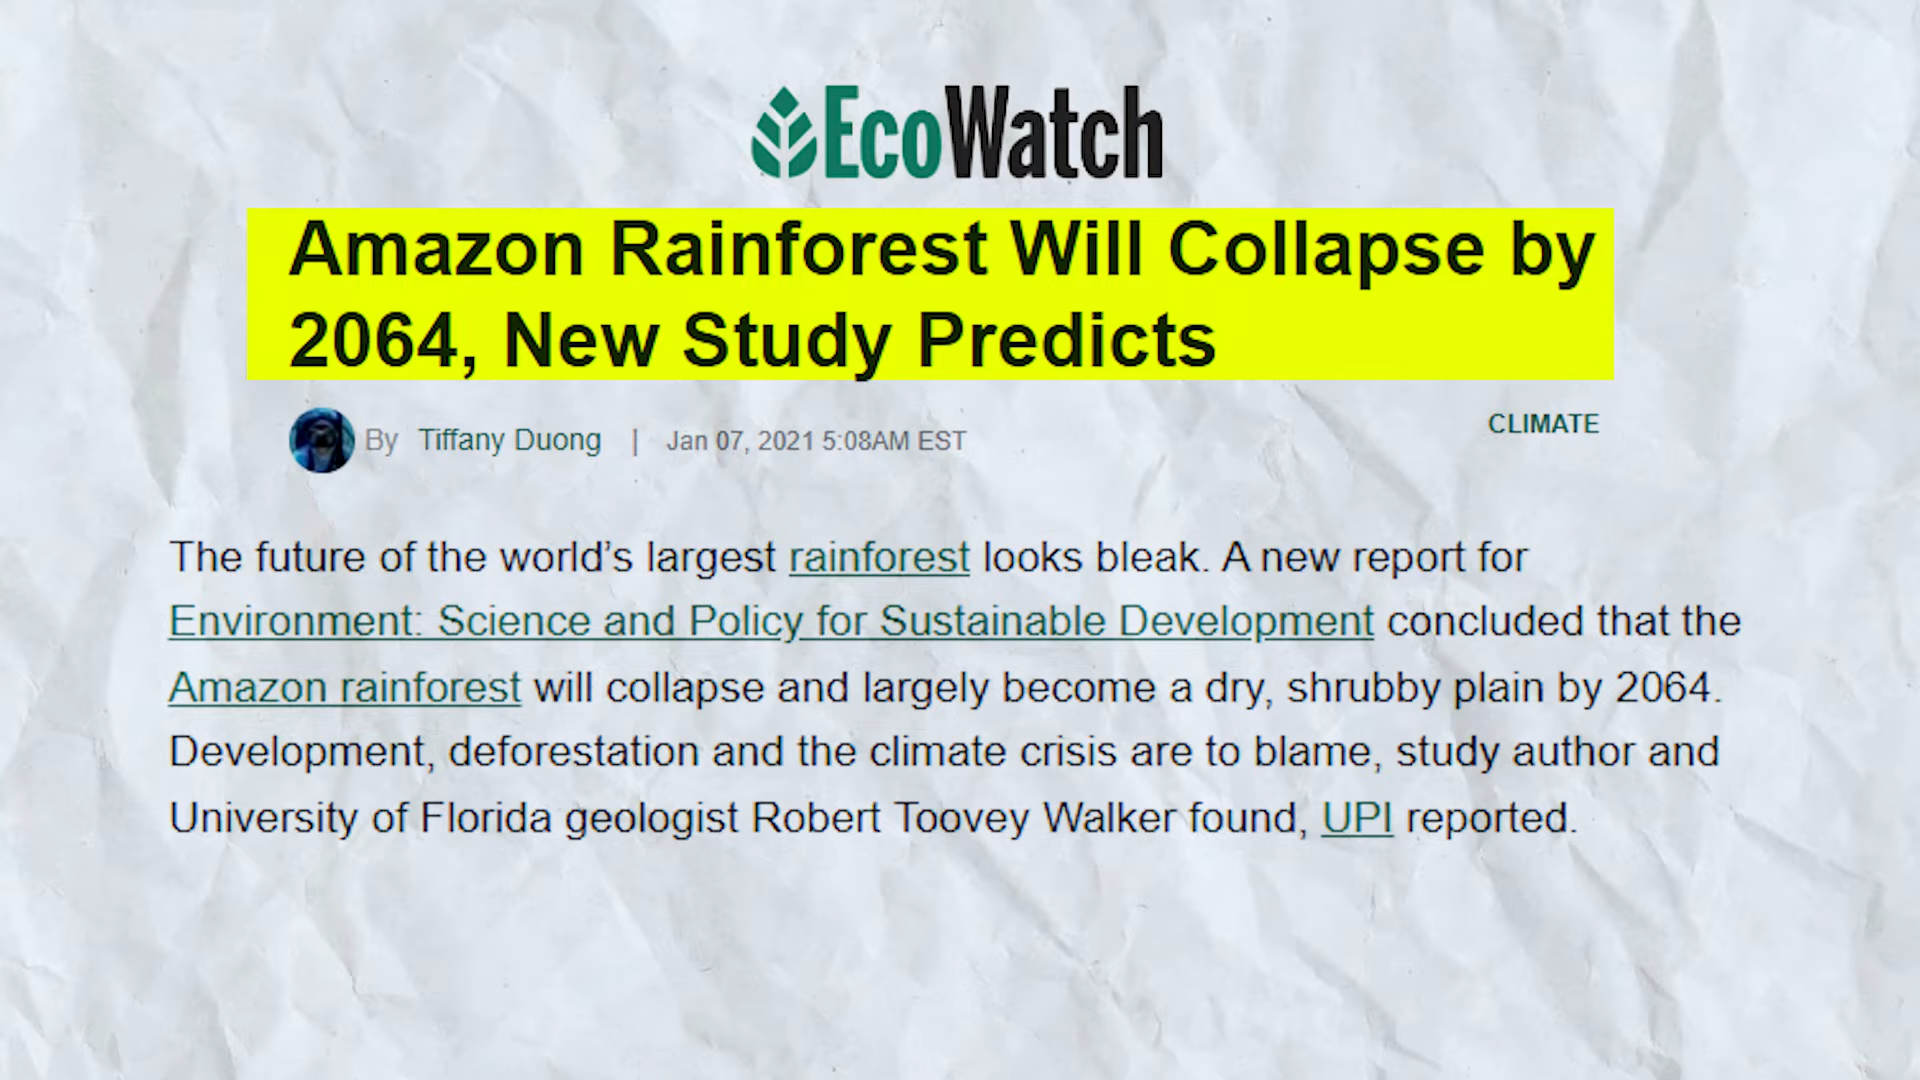 EcoWatch
Amazon Rainforest Will Collapse by
2064, New Study Predicts
By Tiffany Duong | Jan 07, 2021 5:08AM EST
CLIMATE
The future of the world’s largest rainforest looks bleak. A new report for
Environment: Science and Policy for Sustainable Development concluded that the
Amazon rainforest will collapse and largely become a dry, shrubby plain by 2064.
Development, deforestation and the climate crisis are to blame, study author and
University of Florida geologist Robert Toovey Walker found, UPI reported.